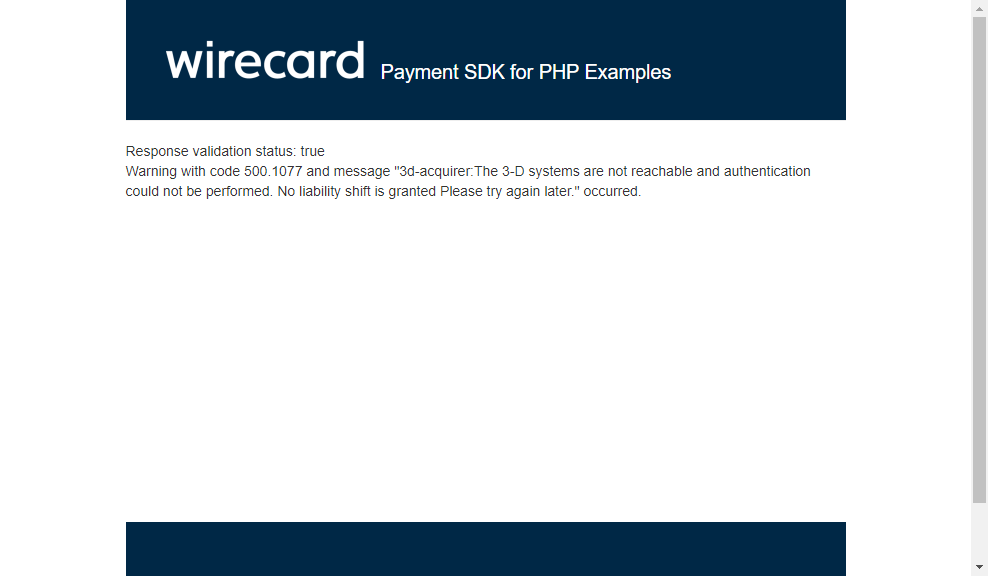 wirecard Payment SDK for PHP Examples
Response validation status: true
Warning with code 500.1077 and message "3d-acquirer:The 3-D systems are not reachable and authentication
could not be performed. No liability shift is granted Please try again later." occurred.